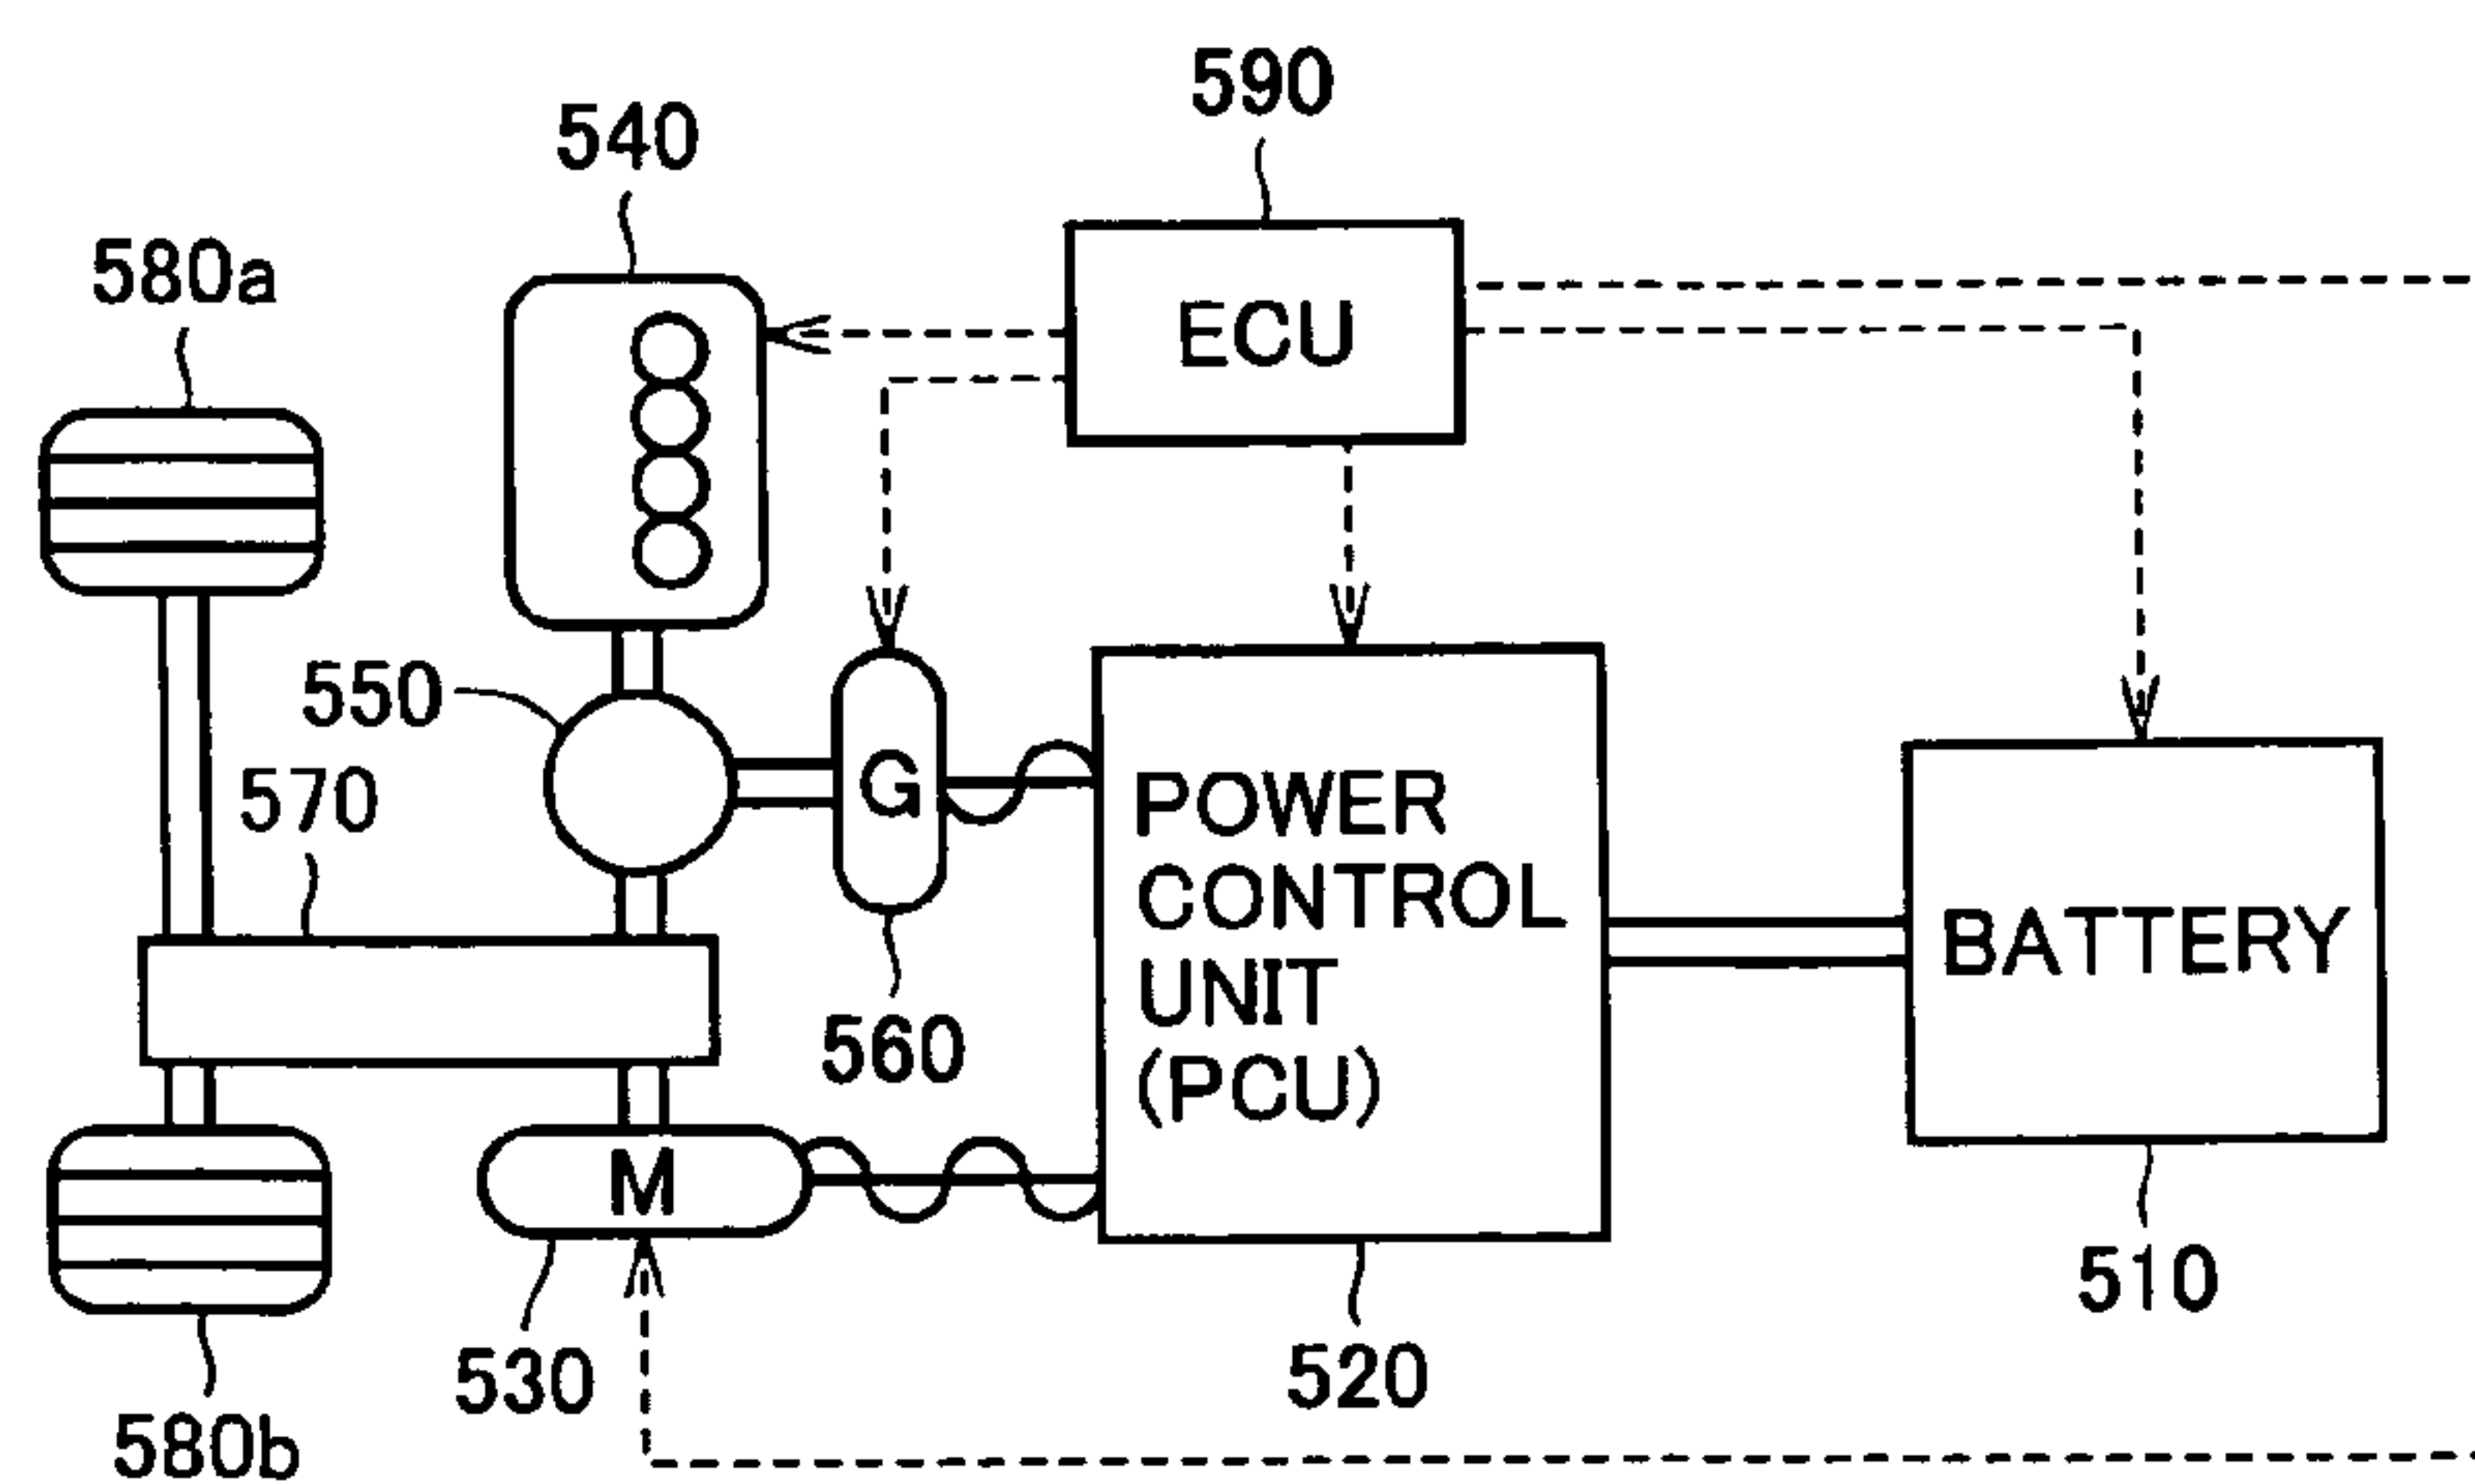 590
540
580a
ECU
550
570
G
POWER
CONTROL
UNIT
(PCU)
BATTERY
560
M
510
530
520
580b